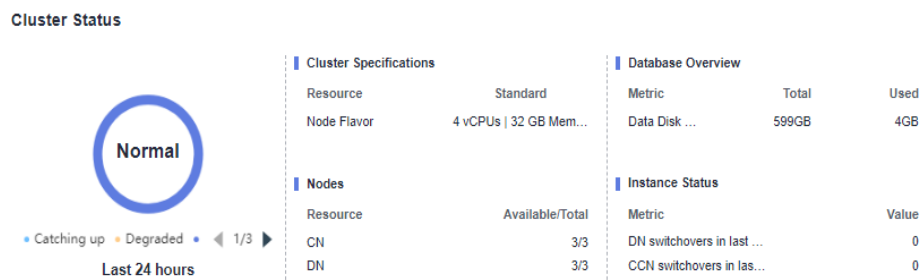 Cluster Status
Normal
Catching up Degraded 1/3
Last 24 hours
Cluster Specifications
Resource Standard
Node Flavor 4 vCPUs | 32 GB Mem...
Nodes
Resource Available/Total
CN 3/3
DN 3/3
Database Overview
Metric Total Used
Data Disk ... 599GB 4GB
Instance Status
Metric Value
DN switchovers in last ... 0
CCN switchovers in las... 0